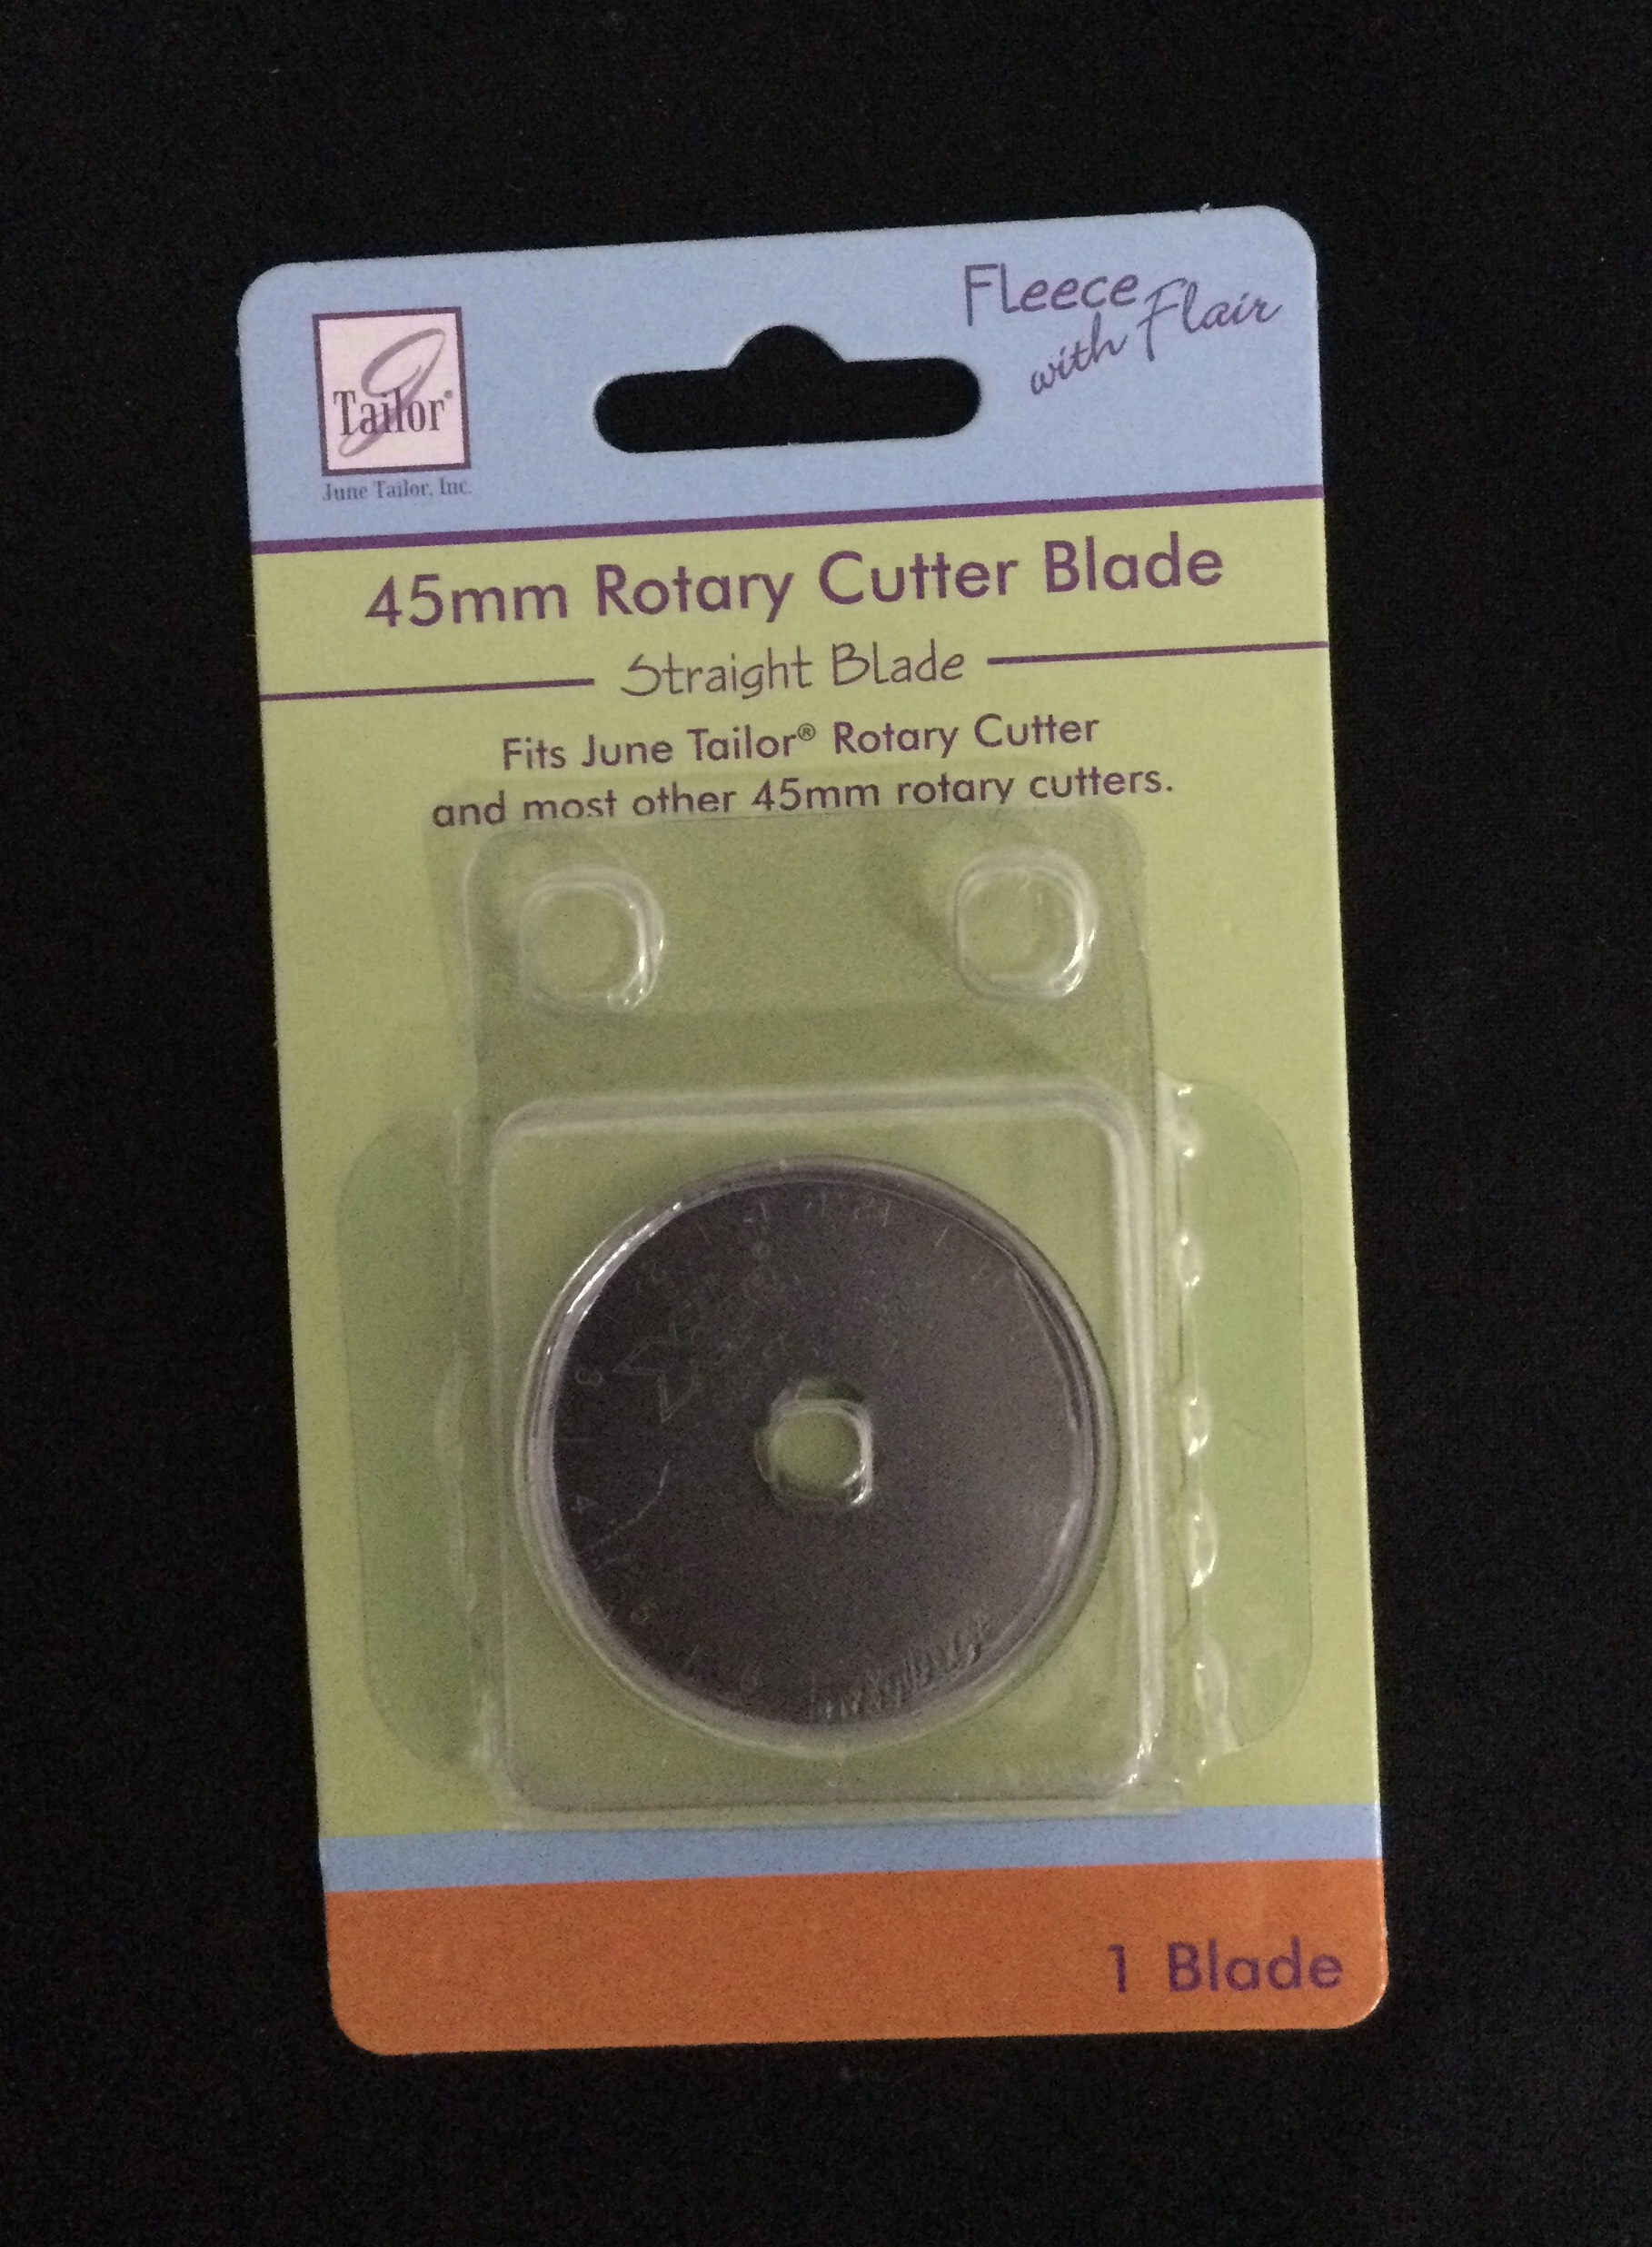 Fleece
with Flair
J
Tailor®
June Tailor, Inc.
45mm Rotary Cutter Blade
Straight Blade
Fits June Tailor® Rotary Cutter
and most other 45mm rotary cutters.
1 Blade